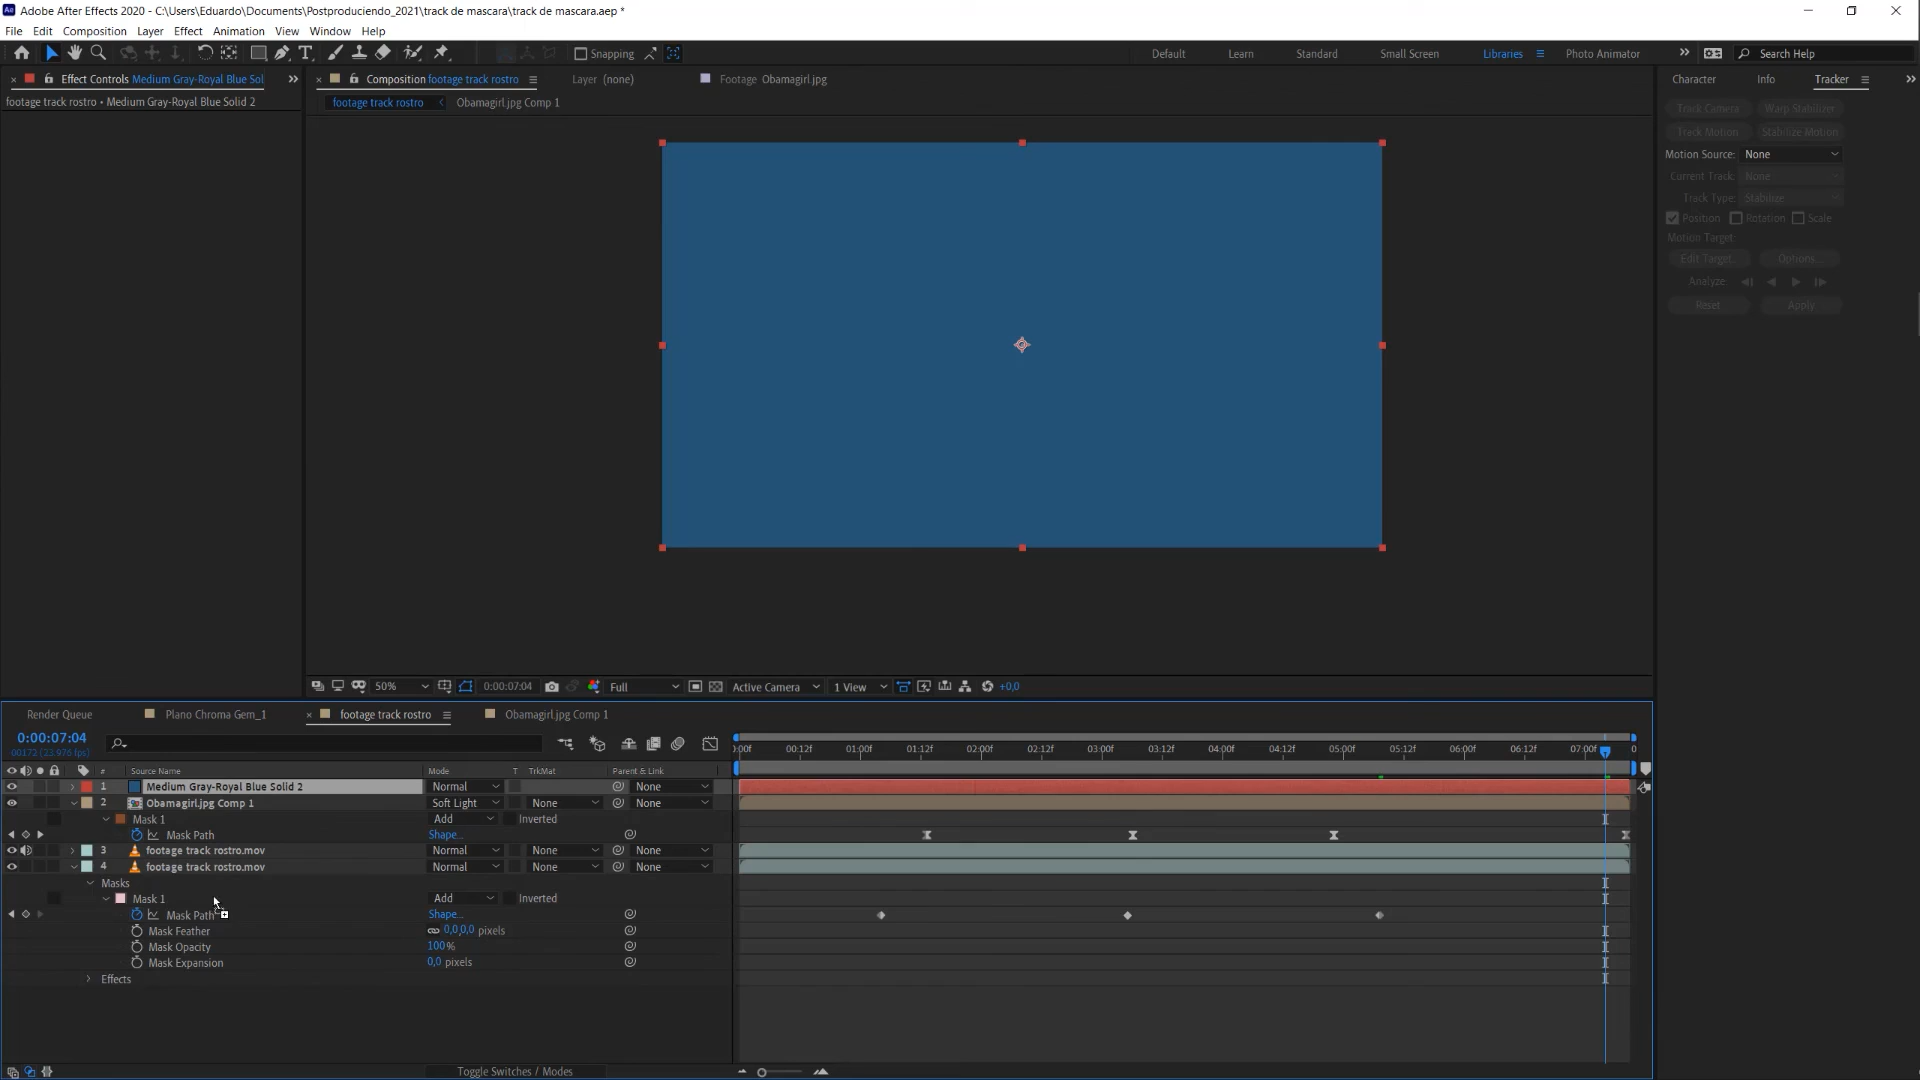 Adobe After Effects 2020 - C:\Users\Eduardo\Documents\Postproduciendo_2021\track de mascara\track de mascara.aep *
File Edit Composition Layer Effect Animation View Window Help
Snapping
Default Learn Standard Small Screen Libraries Photo Animator Search Help
Effect Controls Medium Gray-Royal Blue Sol
Composition footage track rostro
Layer (none)
Footage Obamagirl.jpg
Character Info Tracker
footage track rostro • Medium Gray-Royal Blue Solid 2
footage track rostro Obamagirl.jpg Comp 1
Track Camera Warp Stabilizer
Track Motion Stabilize Motion
Motion Source: None
Current Track: None
Track Type: Stabilize
Position Rotation Scale
Motion Target:
Edit Target... Options...
Analyze
Reset Apply
50% 0:00:07:04 Full Active Camera 1 View +0,0
Render Queue Plano Chroma Gem_1 footage track rostro Obamagirl.jpg Comp 1
0:00:07:04
00172 (23.976 fps)
):00f 00:12f 01:00f 01:12f 02:00f 02:12f 03:00f 03:12f 04:00f 04:12f 05:00f 05:12f 06:00f 06:12f 07:00f 0
# Source Name Mode T TrkMat Parent & Link
1 Medium Gray-Royal Blue Solid 2 Normal None
2 Obamagirl.jpg Comp 1 Soft Light None None
Mask 1 Add Inverted
Mask Path Shape...
3 footage track rostro.mov Normal None None
4 footage track rostro.mov Normal None None
Masks
Mask 1 Add Inverted
Mask Path Shape...
Mask Feather 0,0,0,0 pixels
Mask Opacity 100%
Mask Expansion 0,0 pixels
Effects
Toggle Switches / Modes